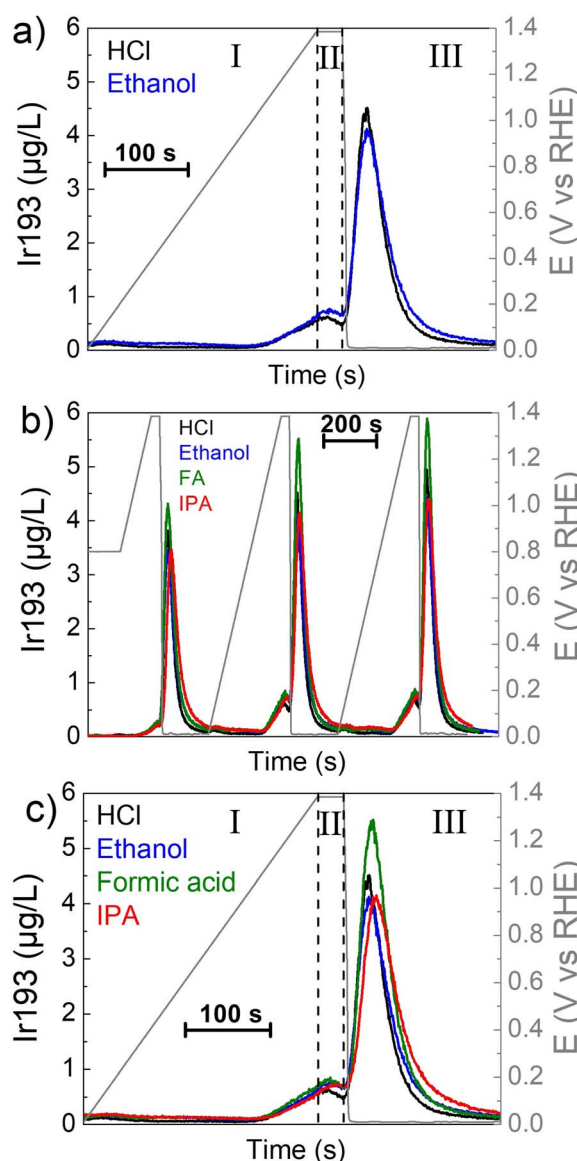 a)
HCl
Ethanol
I
II
III
100 s
Ir193 (µg/L)
6
5
4
3
2
1
0
E (V vs RHE)
1.4
1.2
1.0
0.8
0.6
0.4
0.2
0.0
Time (s)
b)
HCl
Ethanol
FA
IPA
200 s
Ir193 (µg/L)
6
5
4
3
2
1
0
E (V vs RHE)
1.4
1.2
1.0
0.8
0.6
0.4
0.2
0.0
Time (s)
c)
HCl
Ethanol
Formic acid
IPA
I
II
III
100 s
Ir193 (µg/L)
6
5
4
3
2
1
0
E (V vs RHE)
1.4
1.2
1.0
0.8
0.6
0.4
0.2
0.0
Time (s)